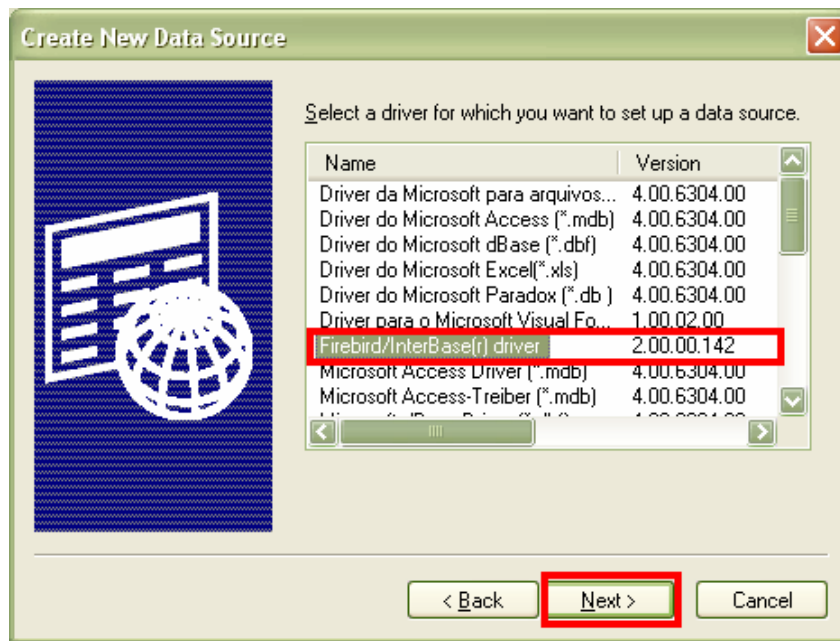 Create New Data Source
Select a driver for which you want to set up a data source.
Name Version
Driver da Microsoft para arquivos... 4.00.6304.00
Driver do Microsoft Access (*.mdb) 4.00.6304.00
Driver do Microsoft dBase (*.dbf) 4.00.6304.00
Driver do Microsoft Excel(*.xls) 4.00.6304.00
Driver do Microsoft Paradox (*.db ) 4.00.6304.00
Driver para o Microsoft Visual Fo... 1.00.02.00
Firebird/InterBase(r) driver 2.00.00.142
Microsoft Access Driver (*.mdb) 4.00.6304.00
Microsoft Access-Treiber (*.mdb) 4.00.6304.00
< Back Next > Cancel